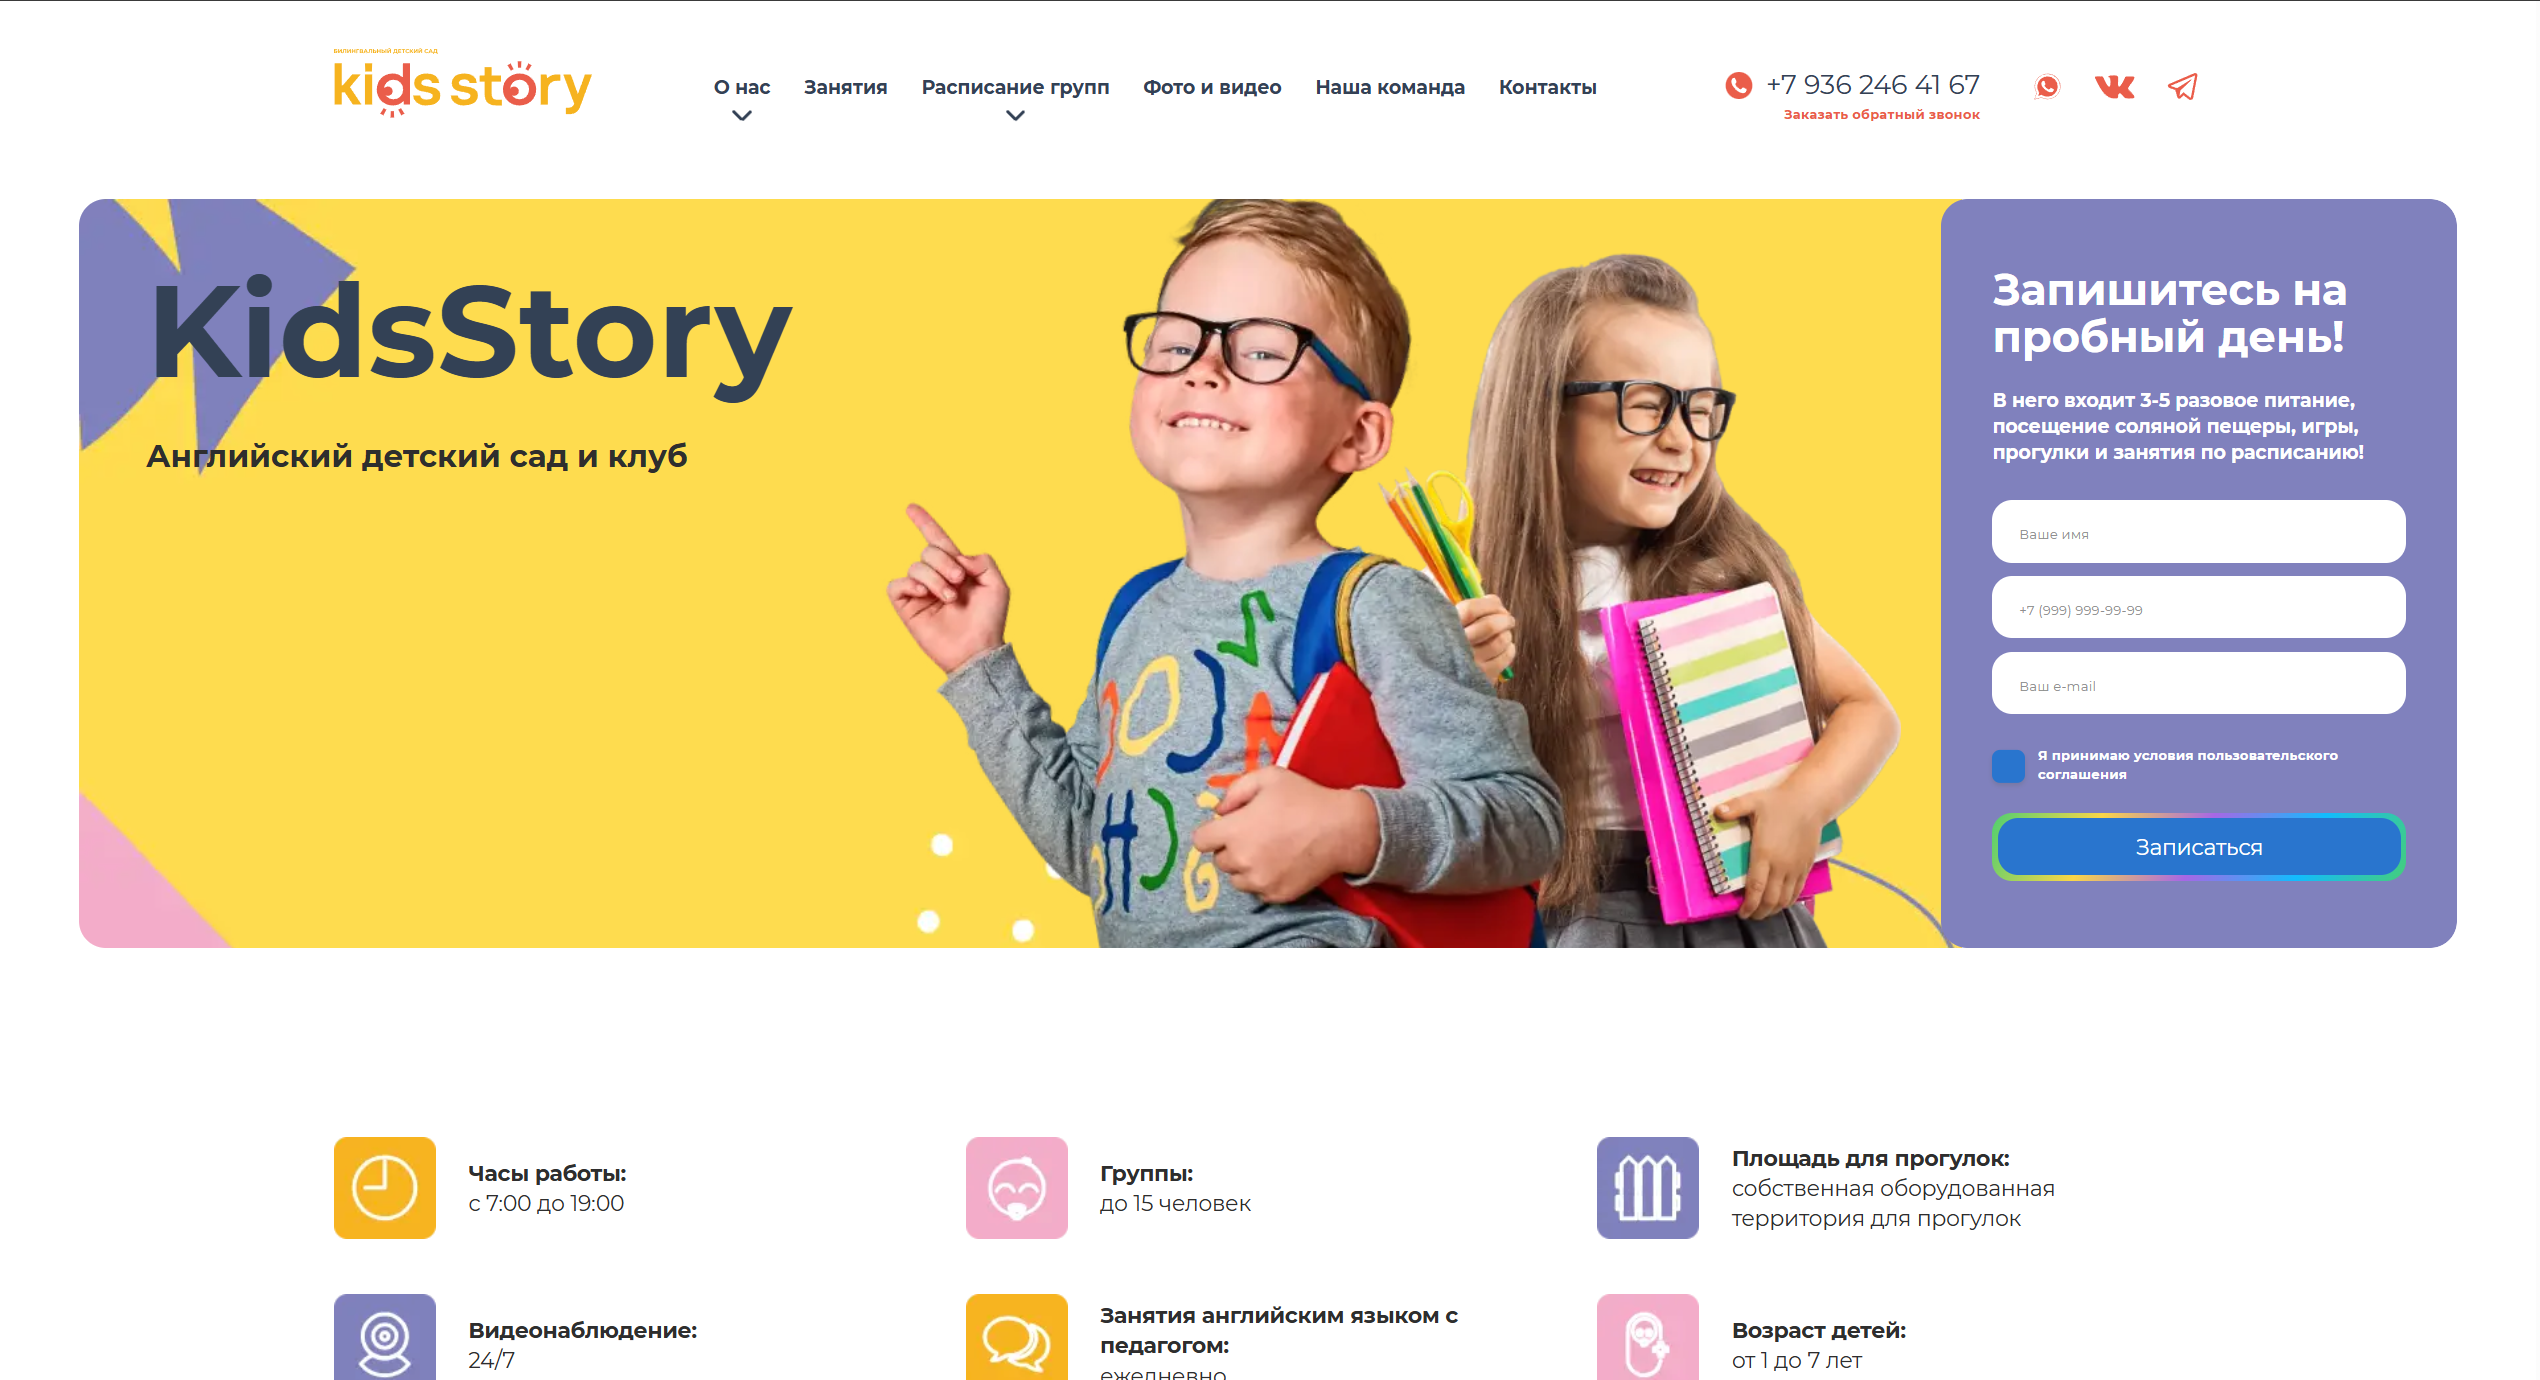 БИЛИНГВАЛЬНЫЙ ДЕТСКИЙ САД
kids story
О нас
Занятия
Расписание групп
Фото и видео
Наша команда
Контакты
+7 936 246 41 67
Заказать обратный звонок
KidsStory
Английский детский сад и клуб
Запишитесь на
пробный день!
В него входит 3-5 разовое питание,
посещение соляной пещеры, игры,
прогулки и занятия по расписанию!
Ваше имя
+7 (999) 999-99-99
Ваш e-mail
Я принимаю условия пользовательского
соглашения
Записаться
Часы работы:
с 7:00 до 19:00
Группы:
до 15 человек
Площадь для прогулок:
собственная оборудованная
территория для прогулок
Видеонаблюдение:
24/7
Занятия английским языком с
педагогом:
ежедневно
Возраст детей:
от 1 до 7 лет